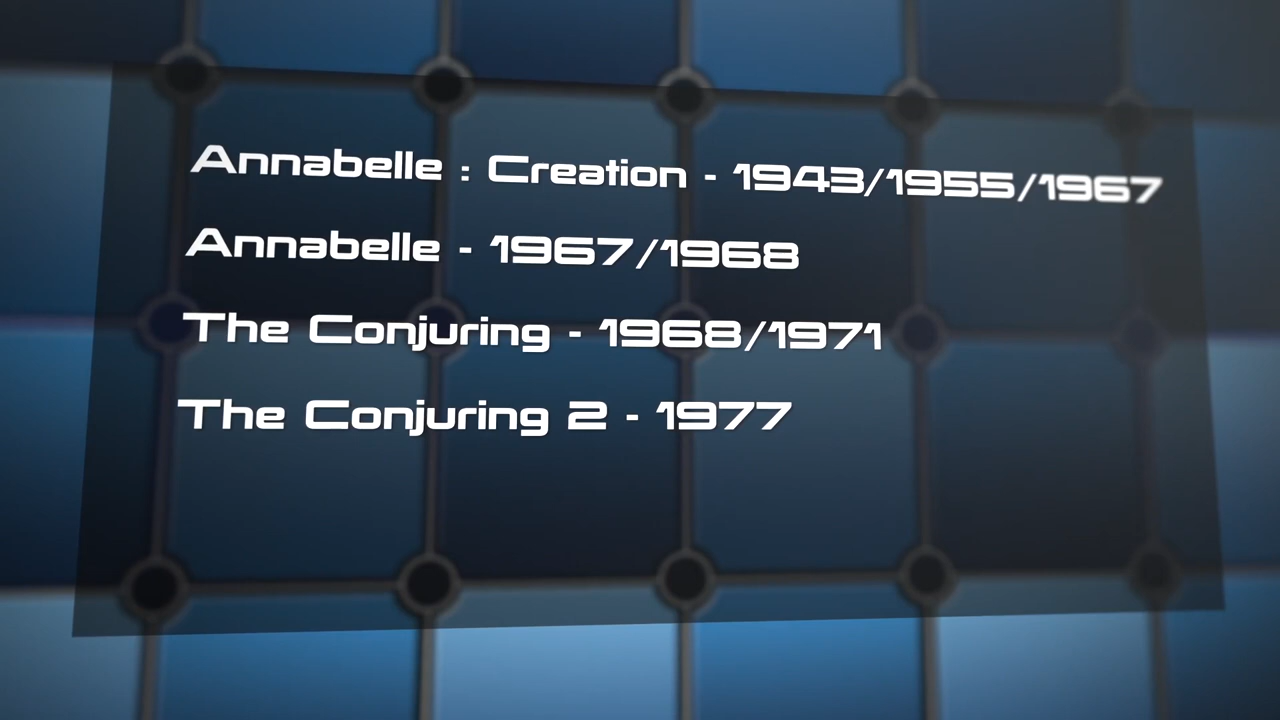 Annabelle : Creation - 1943/1955/1967
Annabelle - 1967/1968
The Conjuring - 1968/1971
The Conjuring 2 - 1977